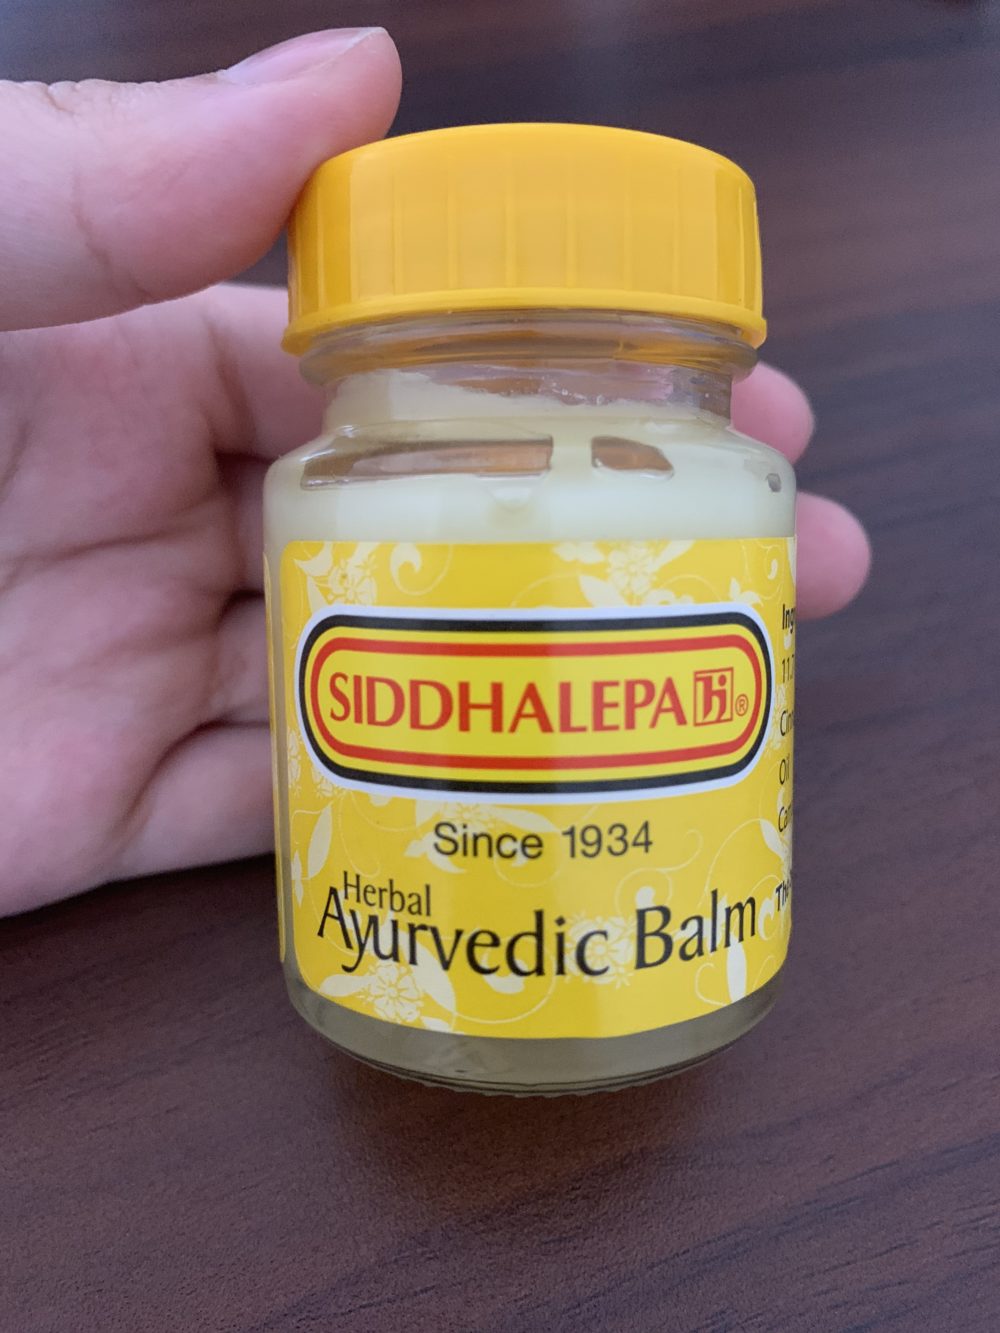 SIDDHALEPA ®
Since 1934
Herbal
Ayurvedic Balm